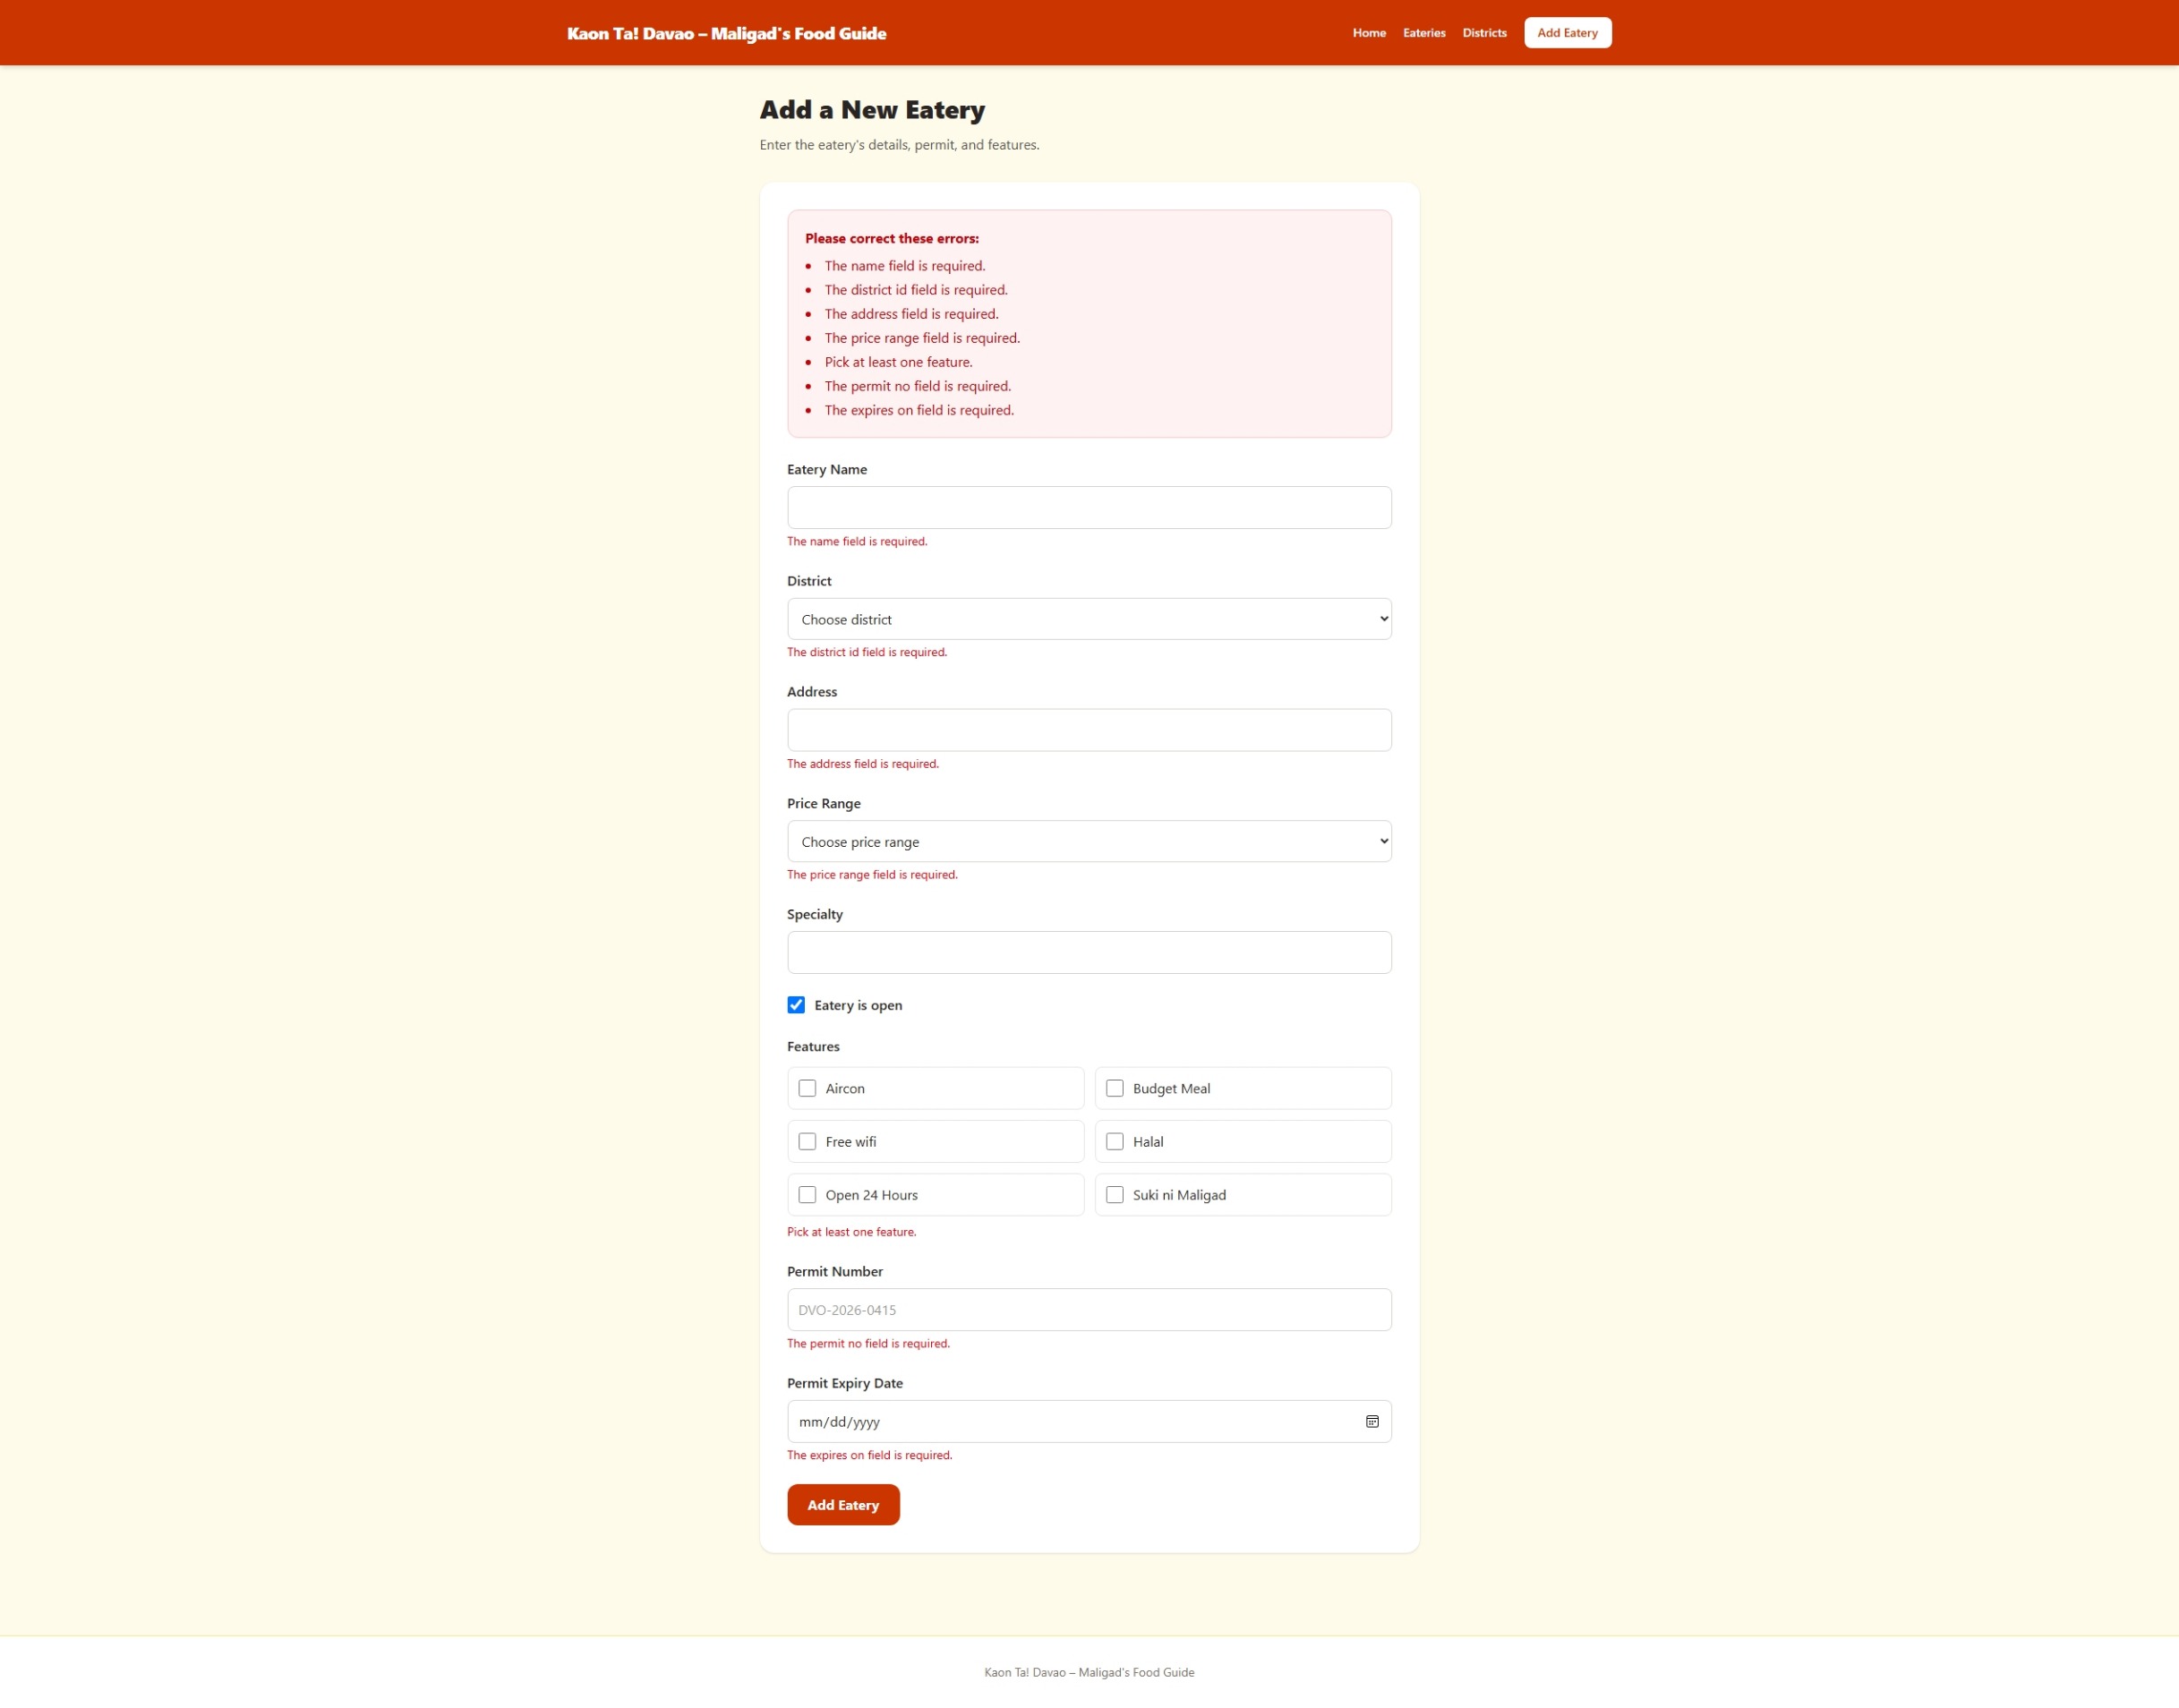 Kaon Ta! Davao – Maligad's Food Guide
Home
Eateries
Districts
Add Eatery
Add a New Eatery
Enter the eatery's details, permit, and features.
Please correct these errors:
• The name field is required.
• The district id field is required.
• The address field is required.
• The price range field is required.
• Pick at least one feature.
• The permit no field is required.
• The expires on field is required.
Eatery Name
The name field is required.
District
Choose district
The district id field is required.
Address
The address field is required.
Price Range
Choose price range
The price range field is required.
Specialty
Eatery is open
Features
Aircon
Budget Meal
Free wifi
Halal
Open 24 Hours
Suki ni Maligad
Pick at least one feature.
Permit Number
DVO-2026-0415
The permit no field is required.
Permit Expiry Date
mm/dd/yyyy
The expires on field is required.
Add Eatery
Kaon Ta! Davao – Maligad's Food Guide